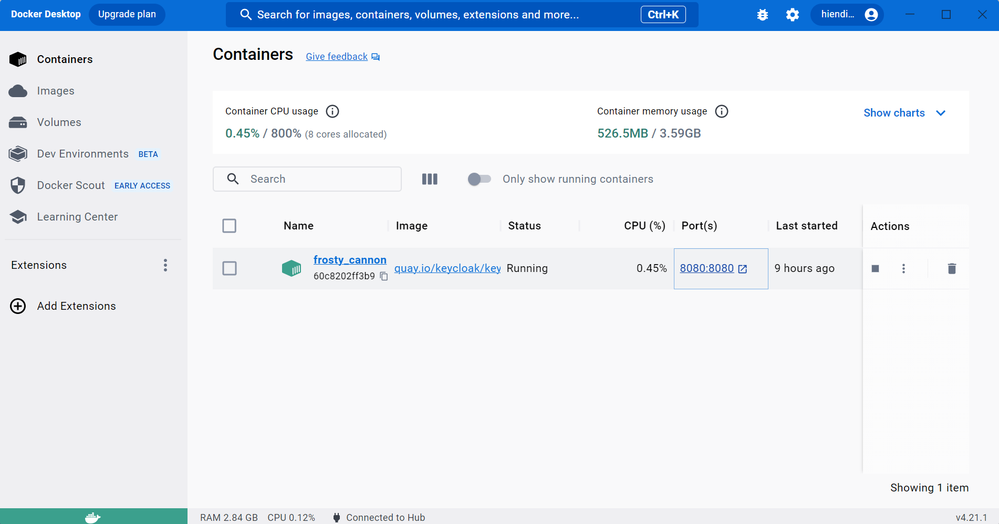 Docker Desktop
Upgrade plan
Search for images, containers, volumes, extensions and more...
Ctrl+K
hiendi...
Containers
Images
Volumes
Dev Environments BETA
Docker Scout EARLY ACCESS
Learning Center
Extensions
Add Extensions
Containers
Give feedback
Container CPU usage
0.45% / 800% (8 cores allocated)
Container memory usage
526.5MB / 3.59GB
Show charts
Search
Only show running containers
Name Image Status CPU (%) Port(s) Last started Actions
frosty_cannon
60c8202ff3b9
quay.io/keycloak/key
Running
0.45%
8080:8080
9 hours ago
Showing 1 item
RAM 2.84 GB CPU 0.12% Connected to Hub
v4.21.1